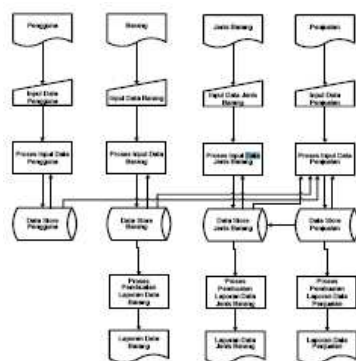 Pengguna
Barang
Jenis Barang
Penjualan
Input Data
Pengguna
Input Data Barang
Input Data Jenis
Barang
Input Data
Penjualan
Proses Input Data
Pengguna
Proses Input Data
Barang
Proses Input Data
Jenis Barang
Proses Input Data
Penjualan
Data Store
Pengguna
Data Store
Barang
Data Store
Jenis Barang
Data Store
Penjualan
Proses
Pembuatan
Laporan Data
Barang
Proses
Pembuatan
Laporan Data
Jenis Barang
Proses
Pembuatan
Laporan Data
Penjualan
Laporan Data
Barang
Laporan Data
Jenis Barang
Laporan Data
Penjualan